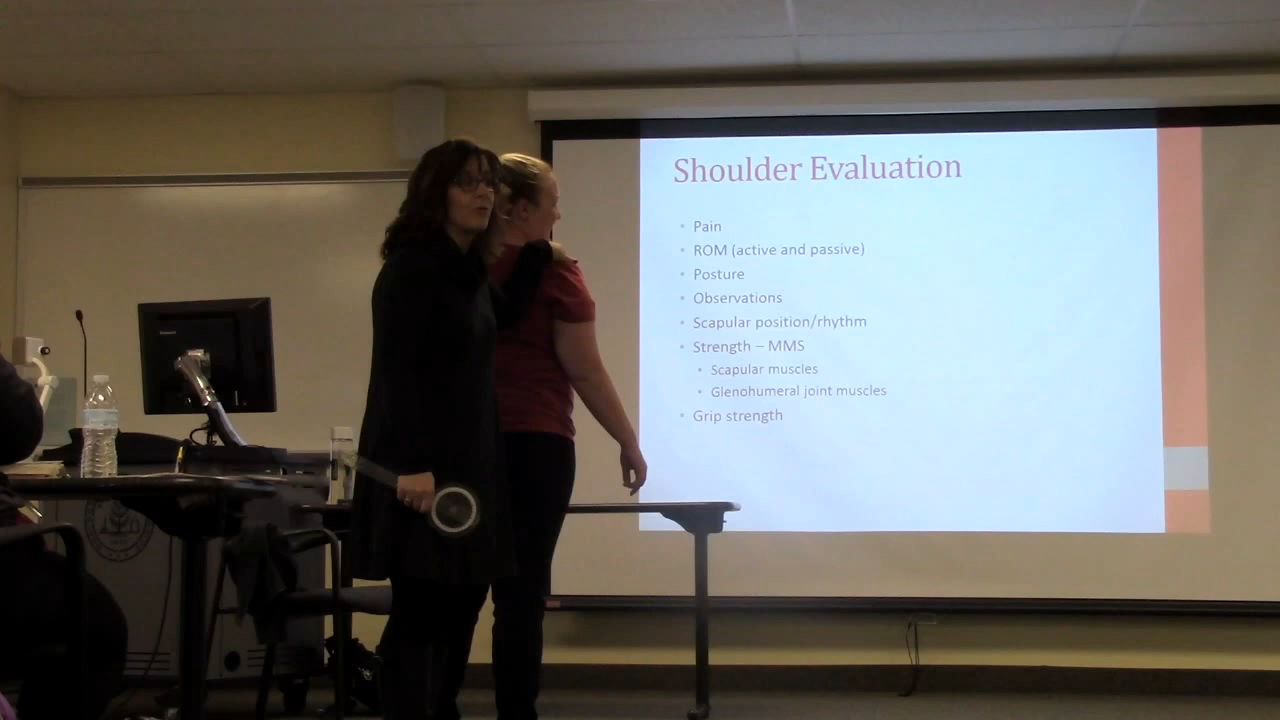 Shoulder Evaluation
• Pain
• ROM (active and passive)
• Posture
• Observations
• Scapular position/rhythm
• Strength – MMS
• Scapular muscles
• Glenohumeral joint muscles
• Grip strength